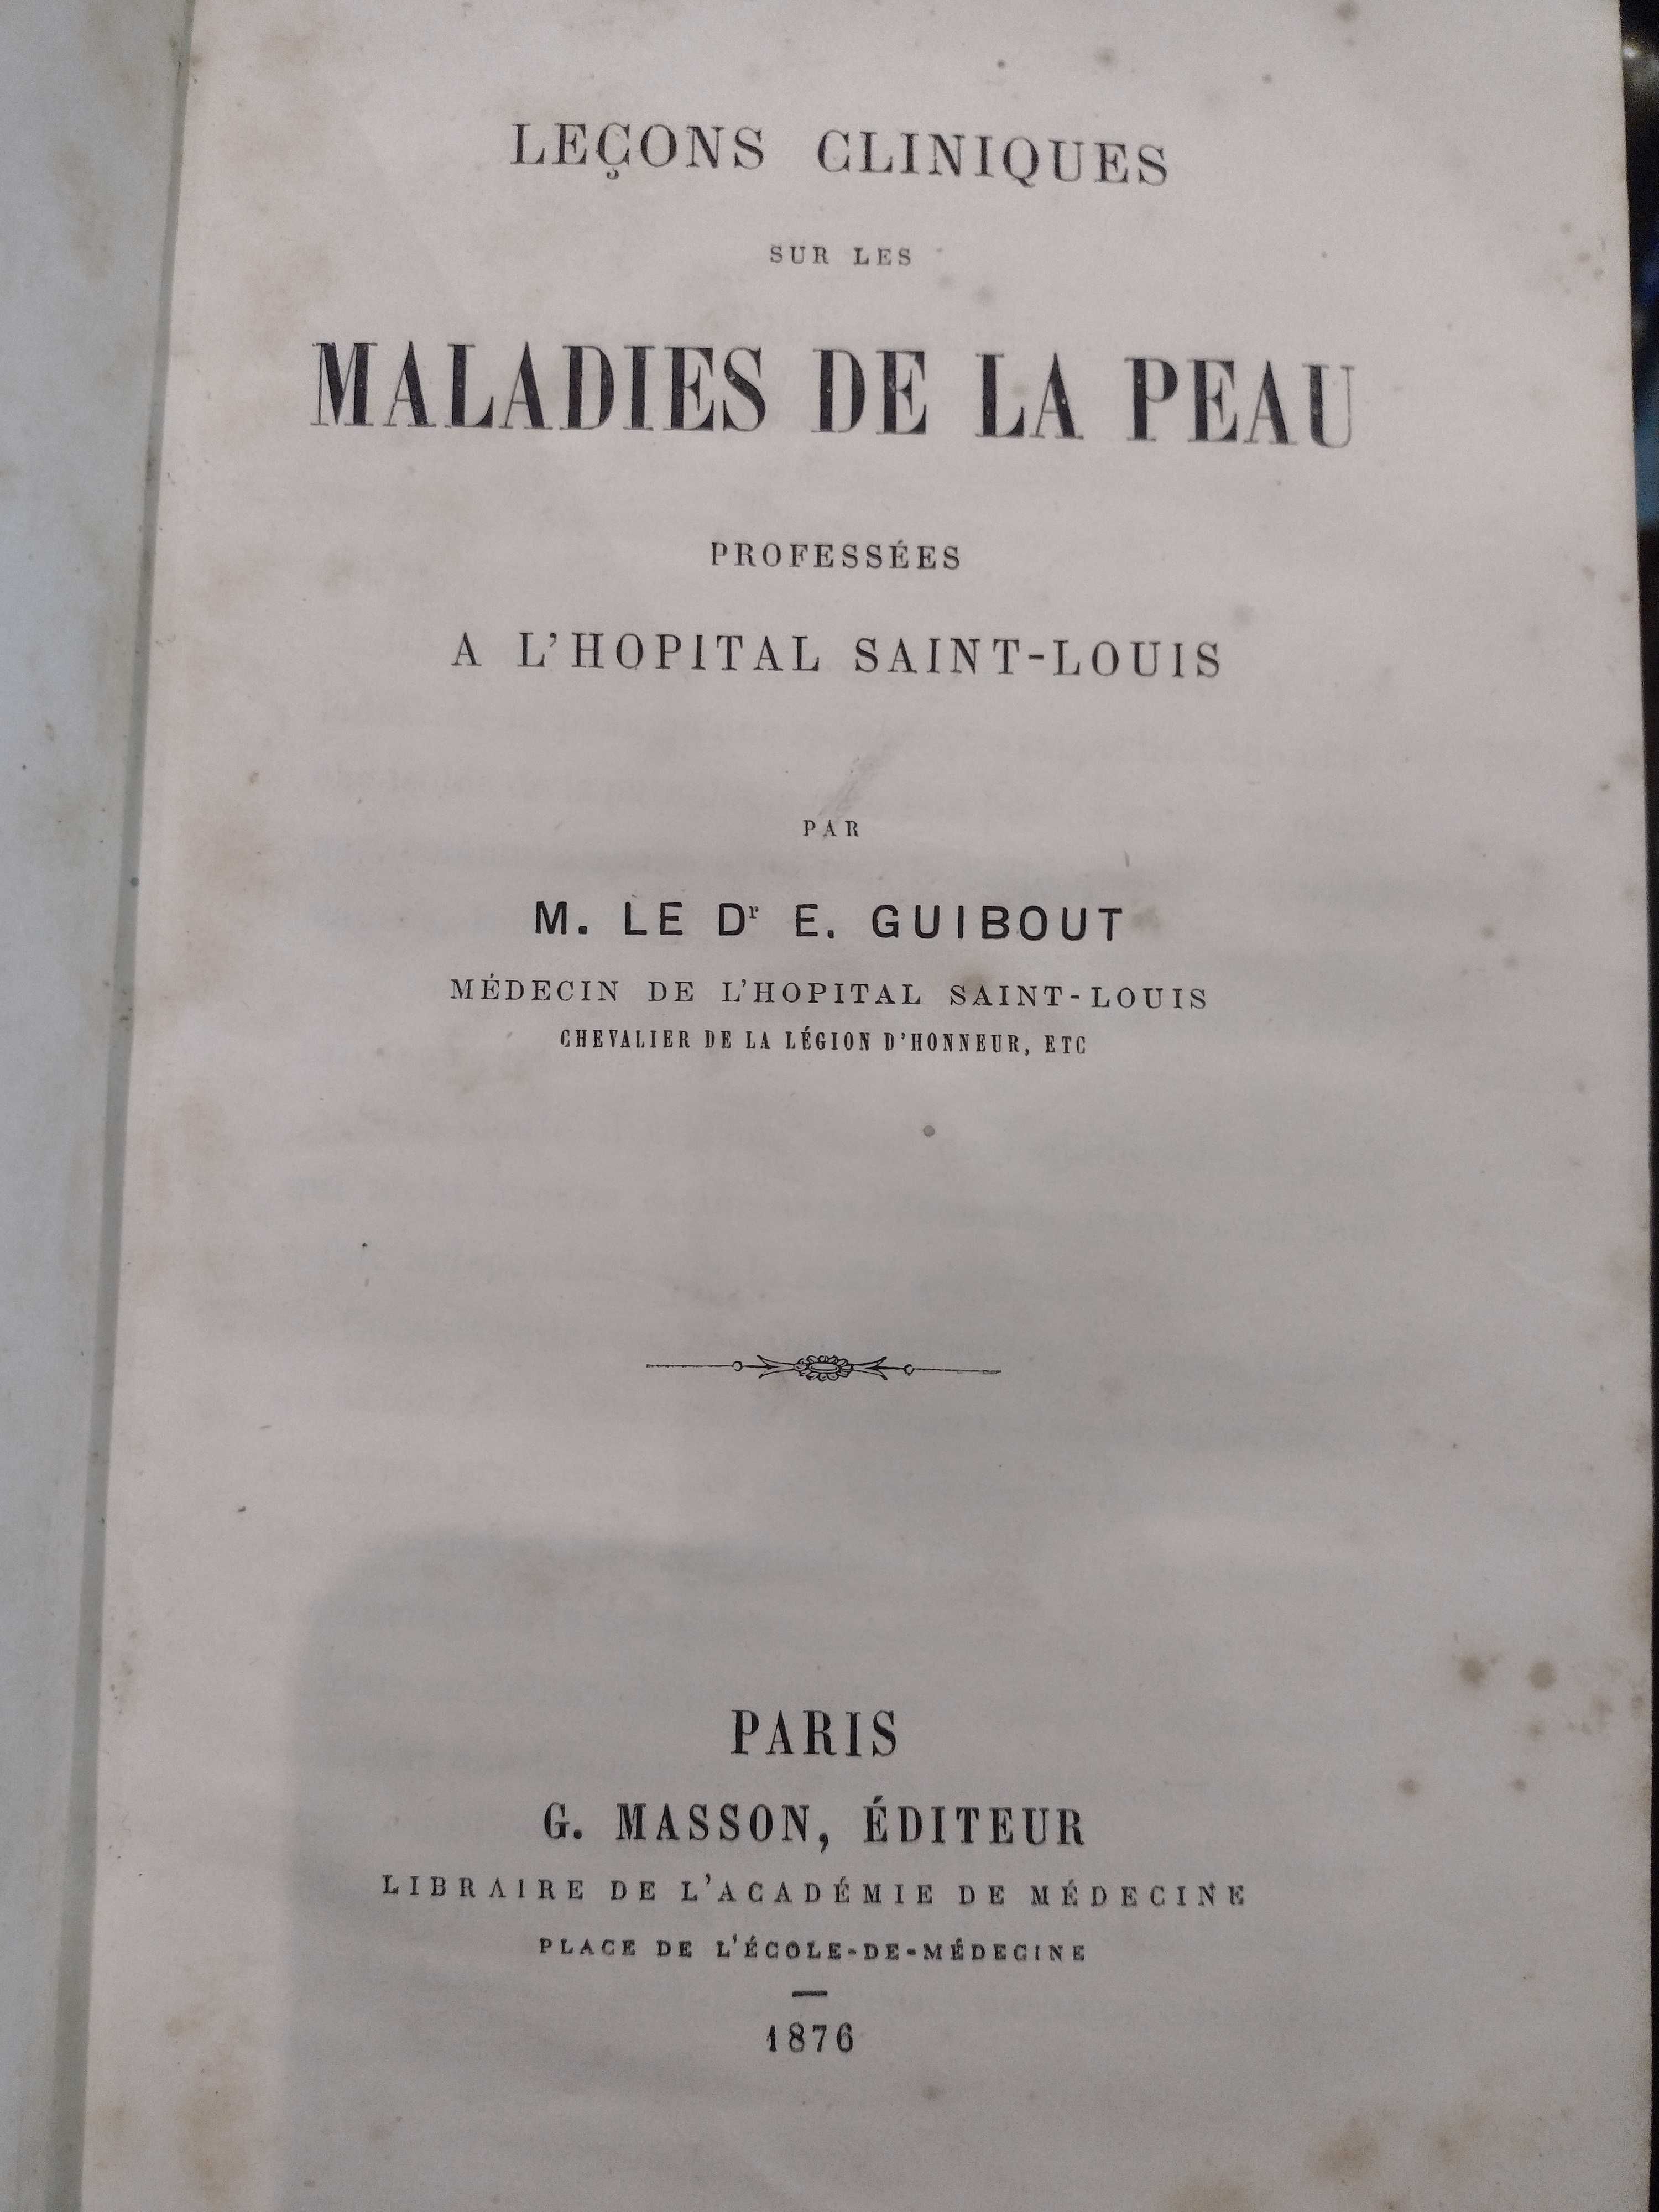 LEÇONS CLINIQUES
SUR LES
MALADIES DE LA PEAU
PROFESSÉES
A L'HOPITAL SAINT-LOUIS
PAR
M. LE Dr E. GUIBOUT
MÉDECIN DE L'HOPITAL SAINT-LOUIS
CHEVALIER DE LA LÉGION D'HONNEUR, ETC
PARIS
G. MASSON, ÉDITEUR
LIBRAIRE DE L'ACADÉMIE DE MÉDECINE
PLACE DE L'ÉCOLE-DE-MÉDECINE
1876